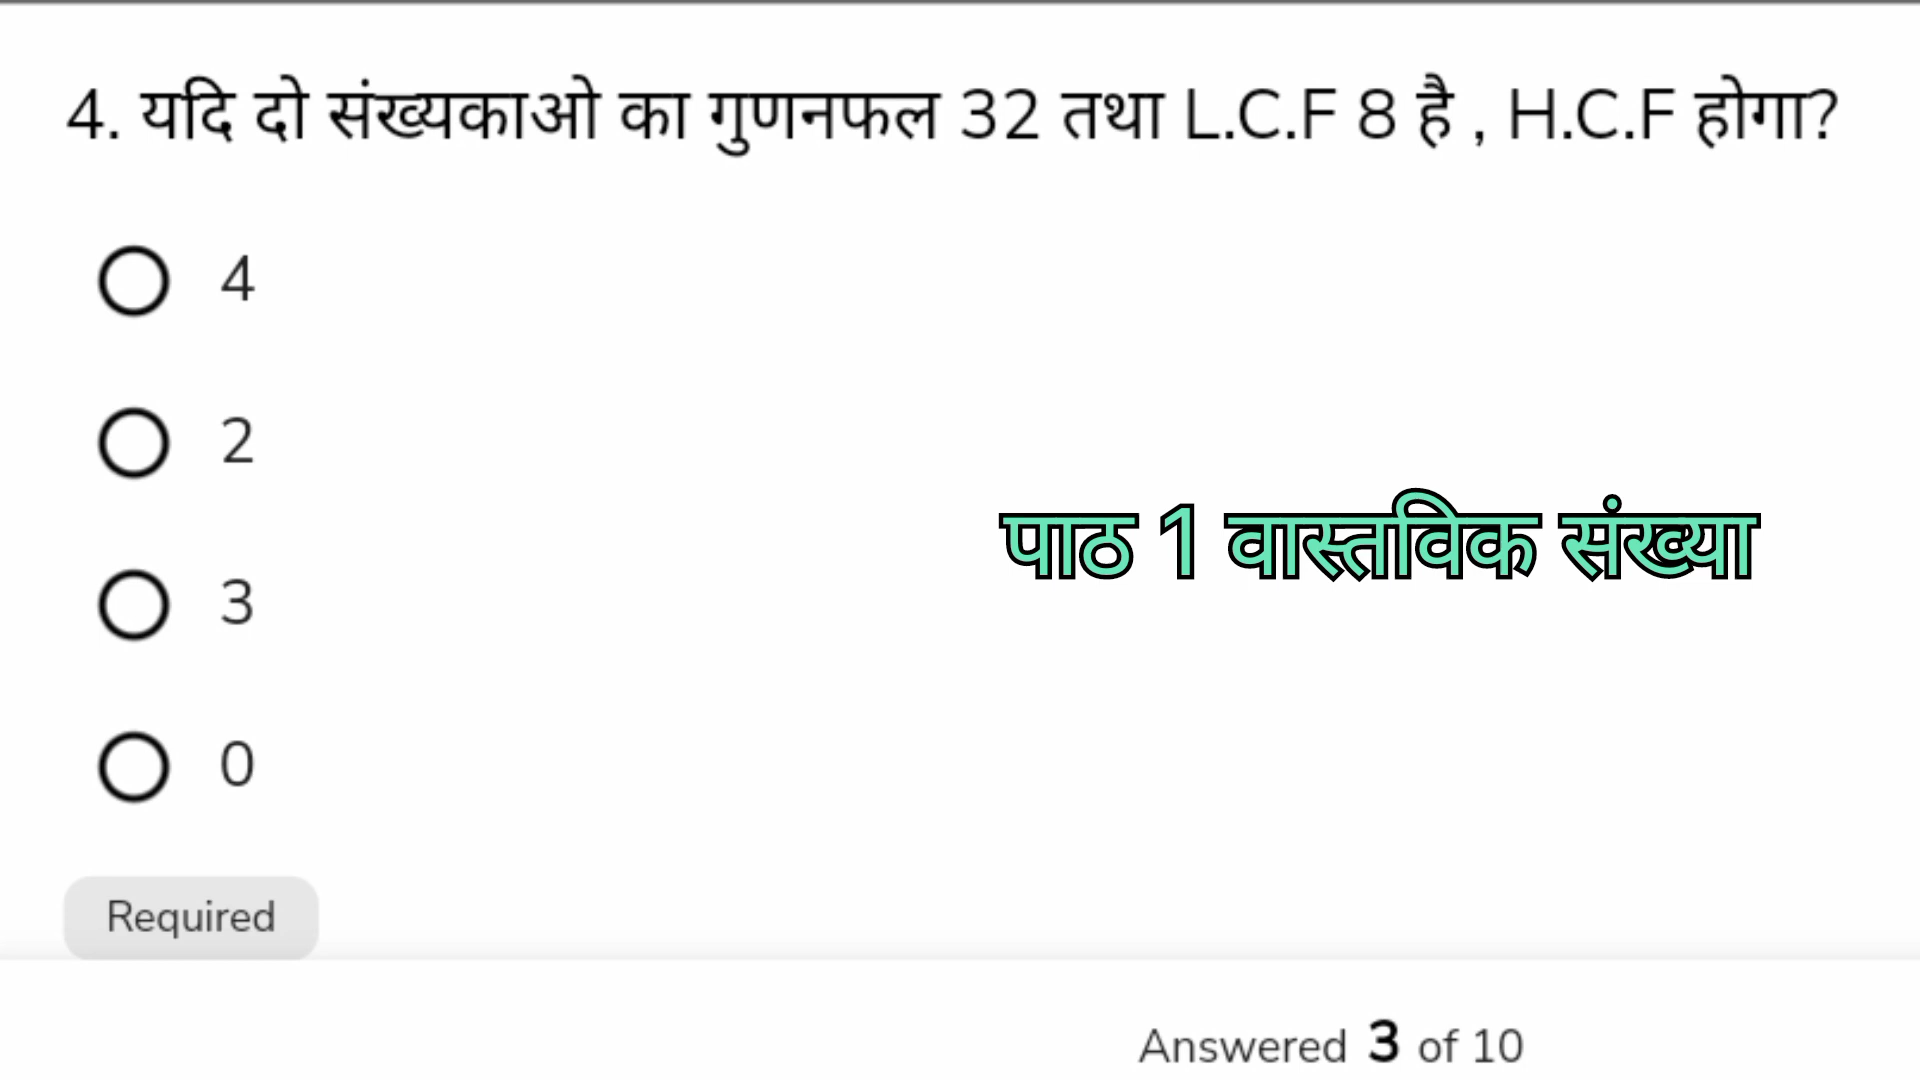 4. यदि दो संख्यकाओ का गुणनफल 32 तथा L.C.F 8 है , H.C.F होगा?
4
2
पाठ 1 वास्तविक संख्या
3
0
Required
Answered 3 of 10